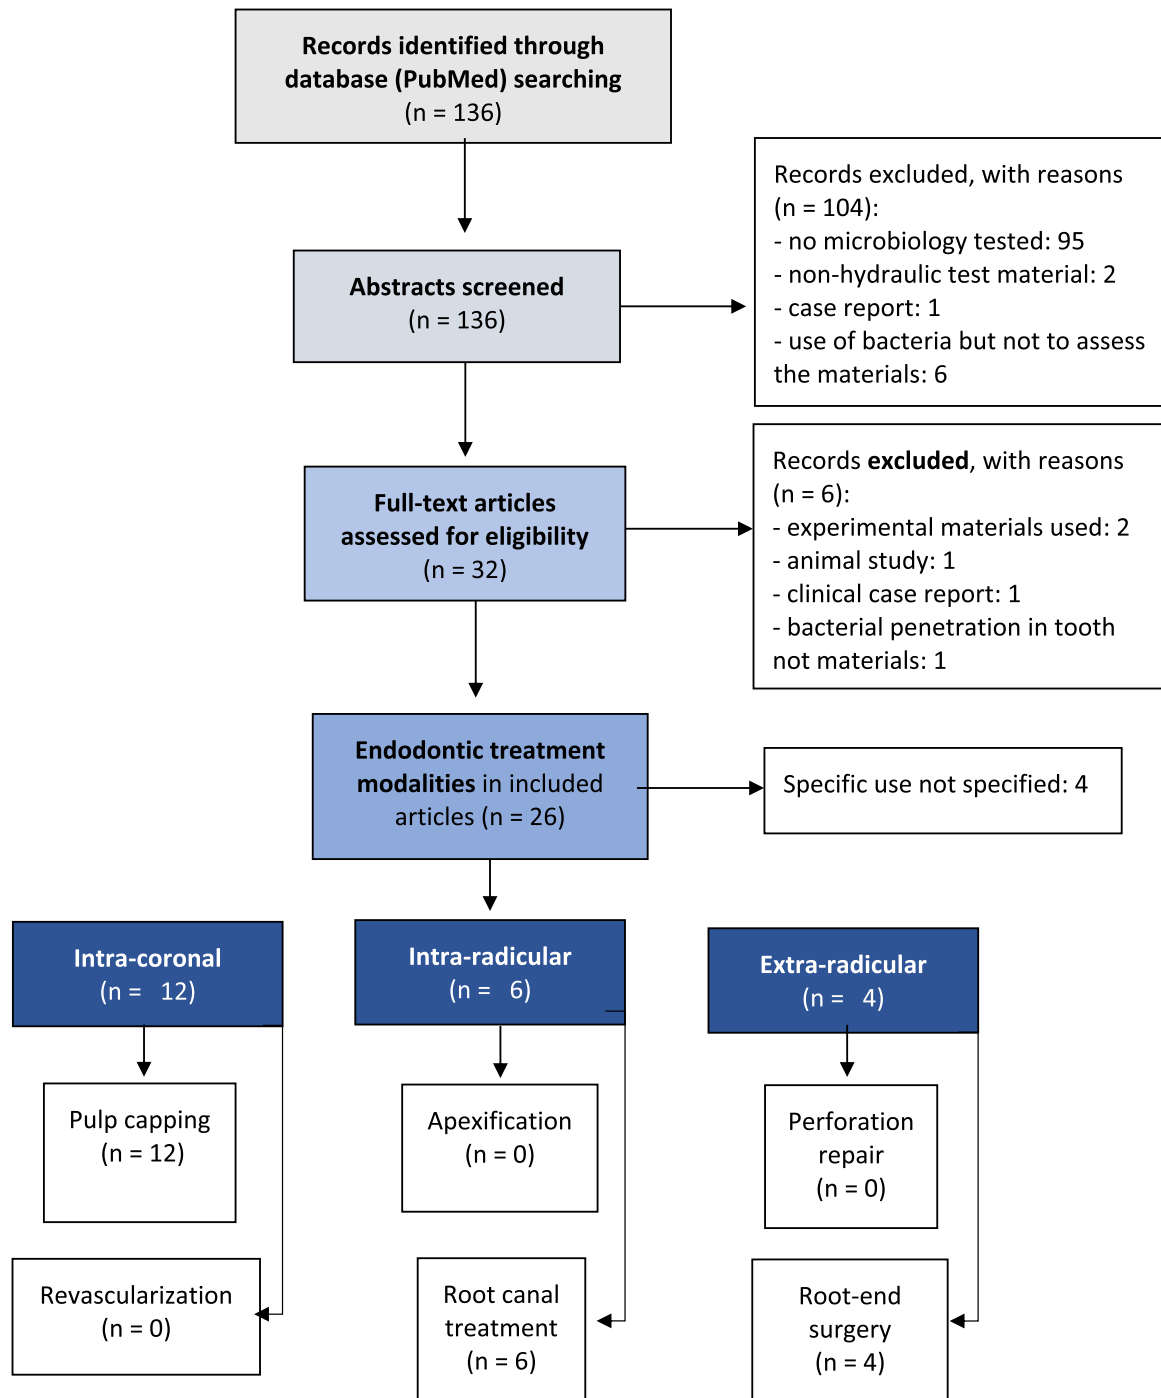 Records identified through
database (PubMed) searching
(n = 136)
Records excluded, with reasons
(n = 104):
- no microbiology tested: 95
- non-hydraulic test material: 2
- case report: 1
- use of bacteria but not to assess
the materials: 6
Abstracts screened
(n = 136)
Full-text articles
assessed for eligibility
(n = 32)
Records excluded, with reasons
(n = 6):
- experimental materials used: 2
- animal study: 1
- clinical case report: 1
- bacterial penetration in tooth
not materials: 1
Endodontic treatment
modalities in included
articles (n = 26)
Specific use not specified: 4
Intra-coronal
(n = 12)
Intra-radicular
(n = 6)
Extra-radicular
(n = 4)
Pulp capping
(n = 12)
Apexification
(n = 0)
Perforation
repair
(n = 0)
Revascularization
(n = 0)
Root canal
treatment
(n = 6)
Root-end
surgery
(n = 4)